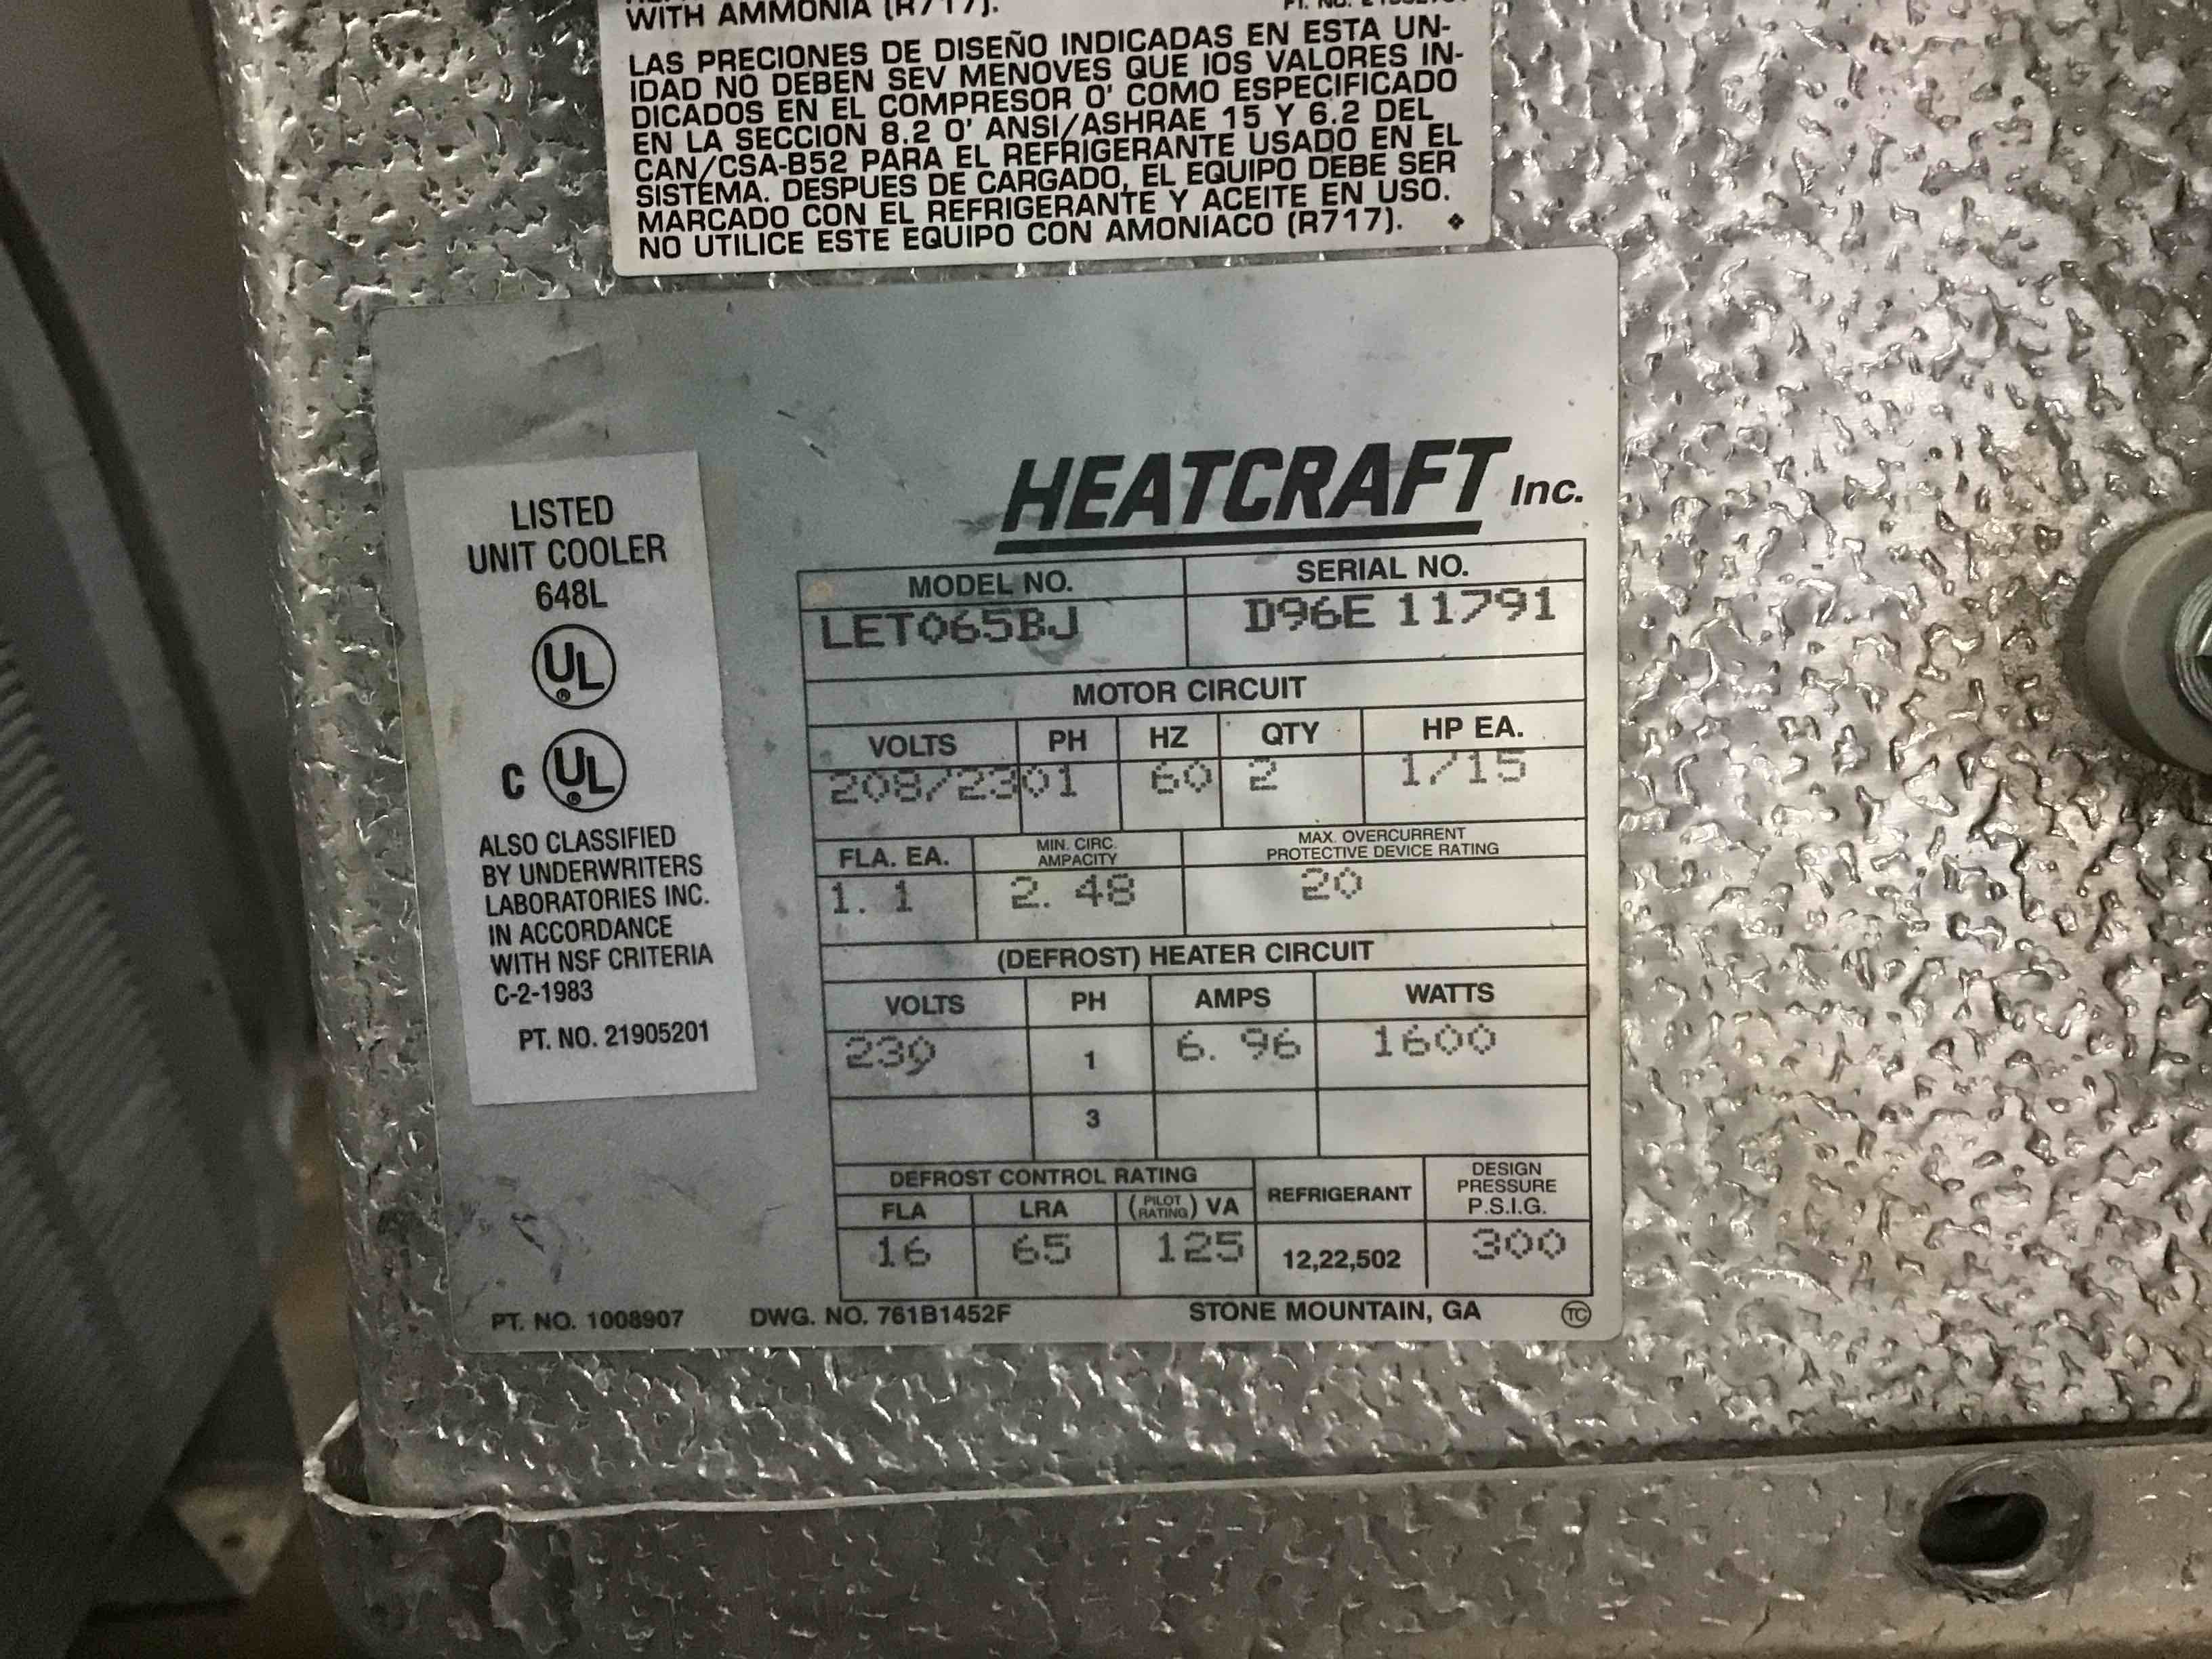 WITH AMMONIA (R717).
LAS PRECIONES DE DISEÑO INDICADAS EN ESTA UN-
IDAD NO DEBEN SEV MENOVES QUE IOS VALORES IN-
DICADOS EN EL COMPRESOR O' COMO ESPECIFICADO
EN LA SECCION 8.2 O' ANSI/ASHRAE 15 Y 6.2 DEL
CAN/CSA-B52 PARA EL REFRIGERANTE USADO EN EL
SISTEMA. DESPUES DE CARGADO, EL EQUIPO DEBE SER
MARCADO CON EL REFRIGERANTE Y ACEITE EN USO.
NO UTILICE ESTE EQUIPO CON AMONIACO (R717).
LISTED
UNIT COOLER
648L
UL
C UL
ALSO CLASSIFIED
BY UNDERWRITERS
LABORATORIES INC.
IN ACCORDANCE
WITH NSF CRITERIA
C-2-1983
PT. NO. 21905201
HEATCRAFT Inc.
MODEL NO. SERIAL NO.
LET065BJ D96E 11791
MOTOR CIRCUIT
VOLTS PH HZ QTY HP EA.
208/230 1 60 2 1/15
FLA. EA. MIN. CIRC. AMPACITY MAX. OVERCURRENT PROTECTIVE DEVICE RATING
1.1 2.48 20
(DEFROST) HEATER CIRCUIT
VOLTS PH AMPS WATTS
230 1 6.96 1600
3
DEFROST CONTROL RATING REFRIGERANT DESIGN PRESSURE P.S.I.G.
FLA LRA (PILOT RATING) VA
16 65 125 12,22,502 300
PT. NO. 1008907 DWG. NO. 761B1452F STONE MOUNTAIN, GA TC